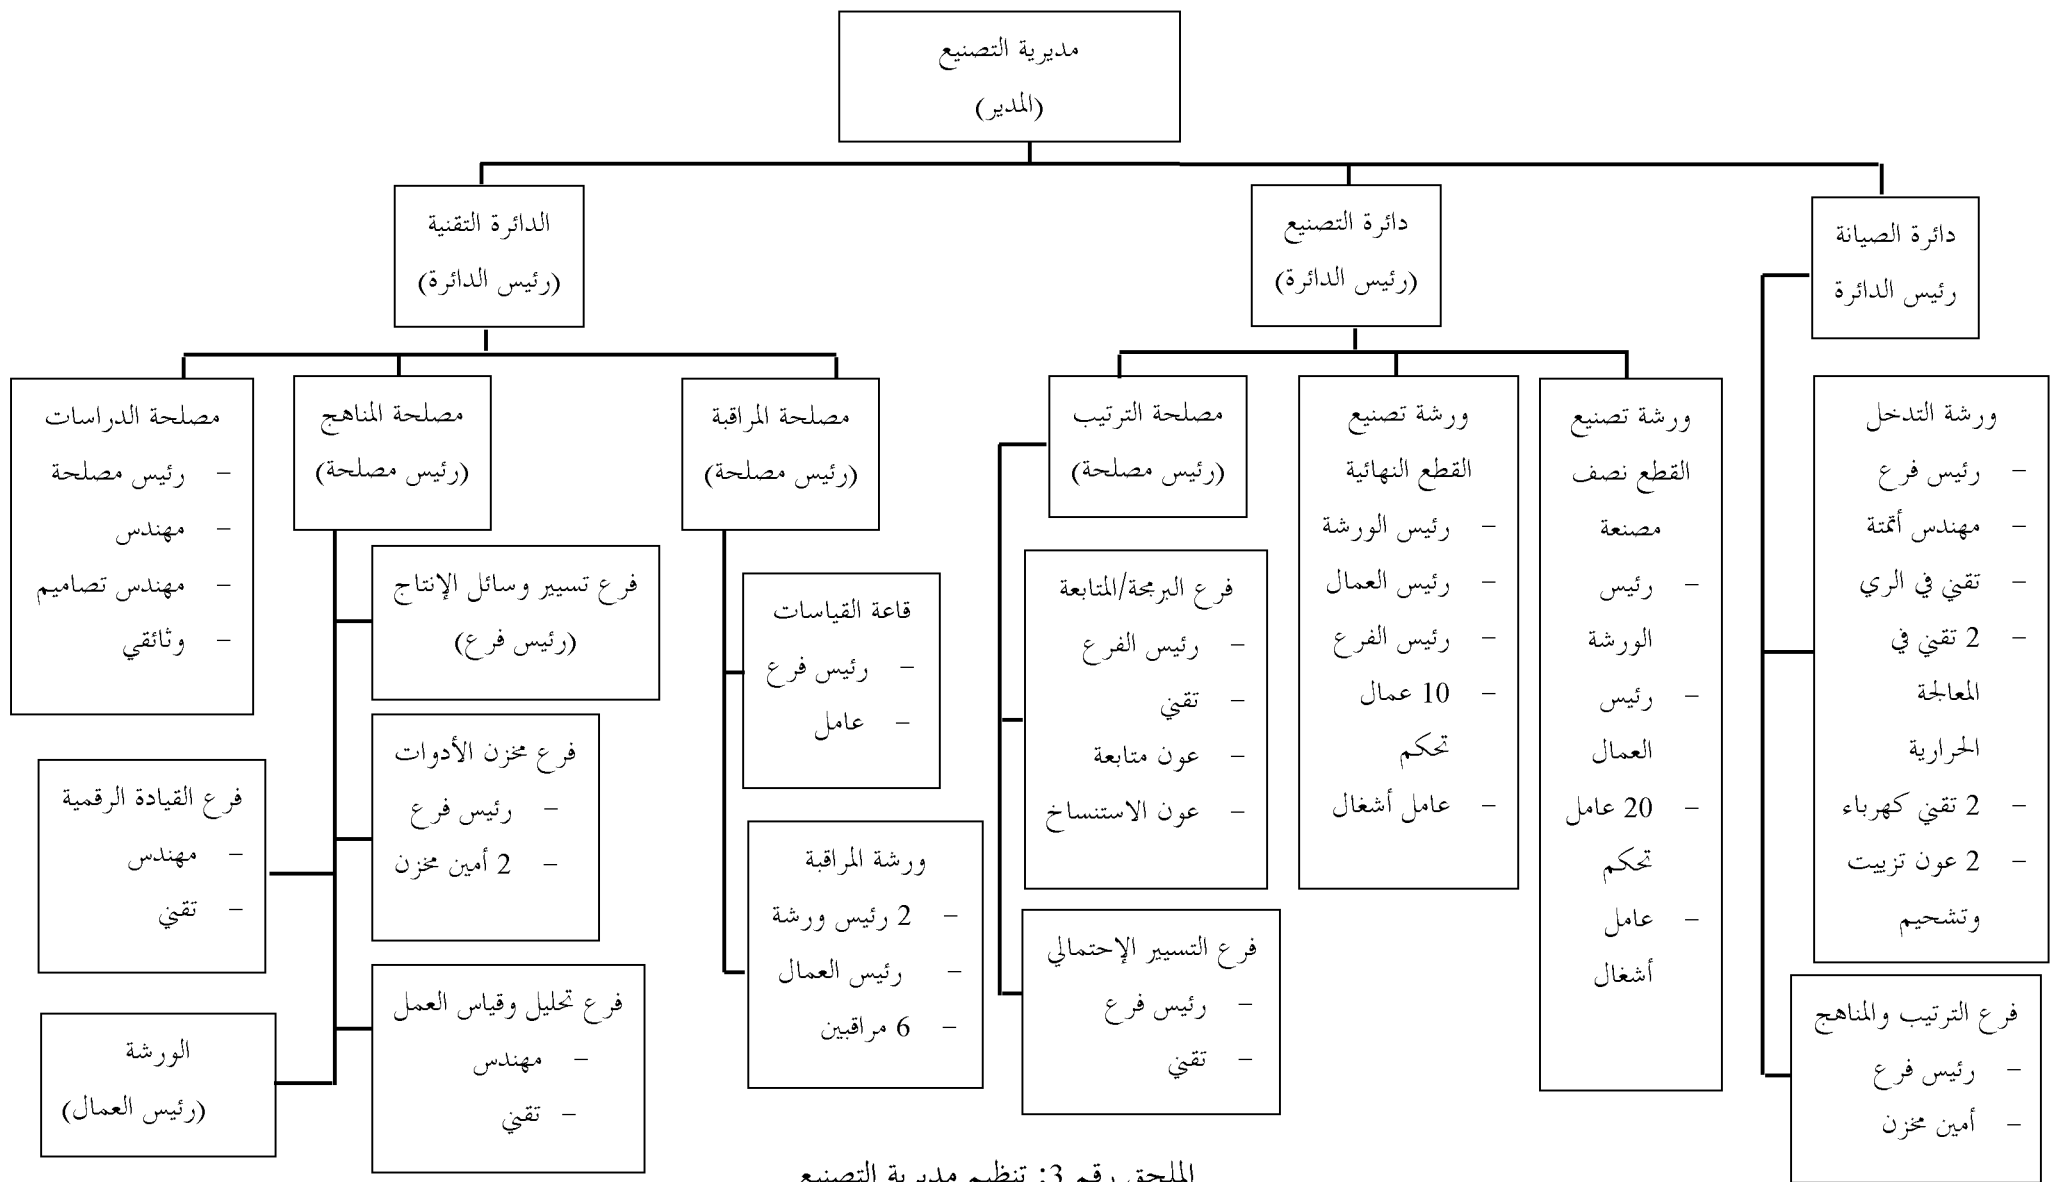 مديرية التصنيع
(المدير)
دائرة الصيانة
رئيس الدائرة
دائرة التصنيع
(رئيس الدائرة)
الدائرة التقنية
(رئيس الدائرة)
ورشة التدخل
- رئيس فرع
- مهندس أتمتة
- تقني في الري
- 2 تقني في
المعالجة
الحرارية
- 2 تقني كهرباء
- 2 عون تزييت
وتشحيم
فرع الترتيب والمناهج
- رئيس فرع
- أمين مخزن
ورشة تصنيع
القطع نصف
مصنعة
- رئيس
الورشة
- رئيس
العمال
- 20 عامل
تحكم
- عامل
أشغال
ورشة تصنيع
القطع النهائية
- رئيس الورشة
- رئيس العمال
- رئيس الفرع
- 10 عمال
تحكم
- عامل أشغال
مصلحة الترتيب
(رئيس مصلحة)
فرع البرمجة/المتابعة
- رئيس الفرع
- تقني
- عون متابعة
- عون الاستنساخ
فرع التسيير الإحتمالي
- رئيس فرع
- تقني
مصلحة المراقبة
(رئيس مصلحة)
قاعة القياسات
- رئيس فرع
- عامل
ورشة المراقبة
- 2 رئيس ورشة
- رئيس العمال
- 6 مراقبين
مصلحة المناهج
(رئيس مصلحة)
فرع تسيير وسائل الإنتاج
(رئيس فرع)
فرع مخزن الأدوات
- رئيس فرع
- 2 أمين مخزن
فرع تحليل وقياس العمل
- مهندس
- تقني
مصلحة الدراسات
- رئيس مصلحة
- مهندس
- مهندس تصاميم
- وثائقي
فرع القيادة الرقمية
- مهندس
- تقني
الورشة
(رئيس العمال)
الملحق رقم 3: تنظيم مديرية التصنيع